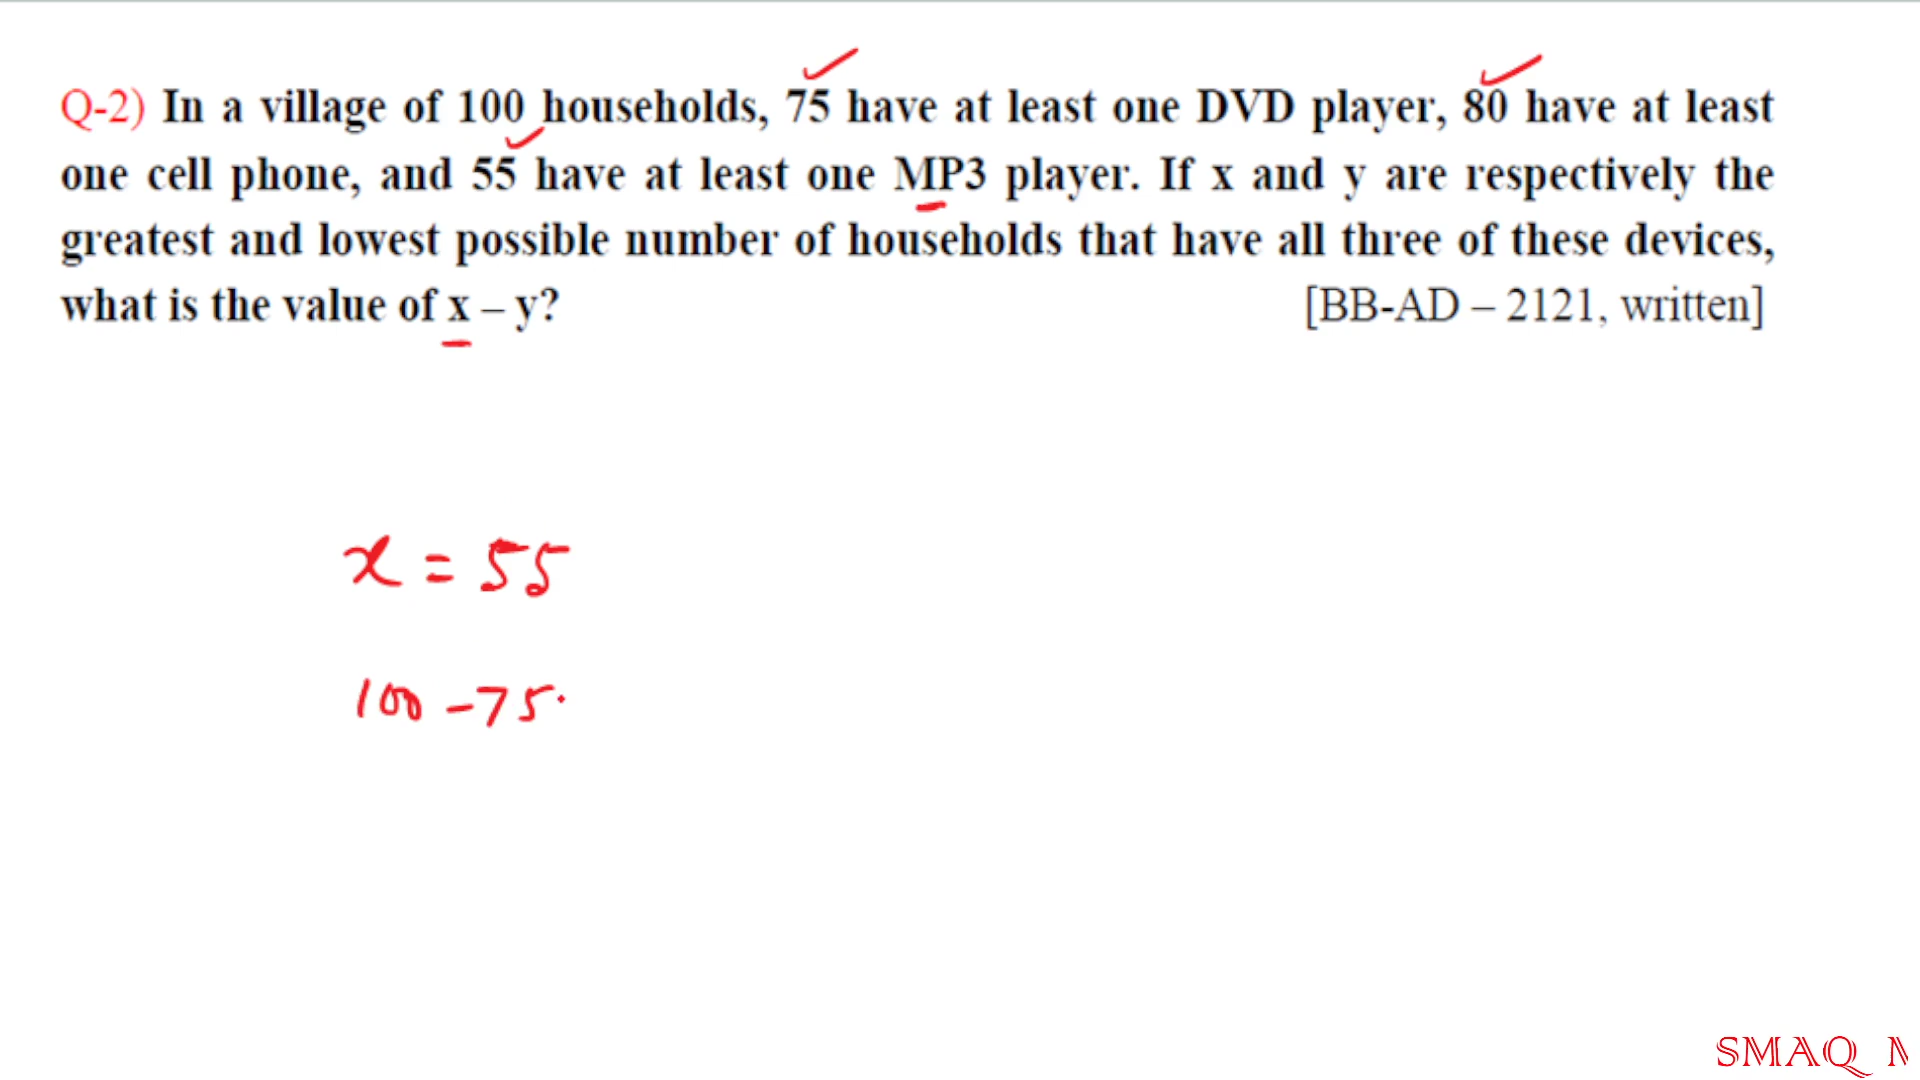 Q-2) In a village of 100 households, 75 have at least one DVD player, 80 have at least
one cell phone, and 55 have at least one MP3 player. If x and y are respectively the
greatest and lowest possible number of households that have all three of these devices,
what is the value of x – y? [BB-AD – 2121, written]
x = 55
100 - 75
SMAQ